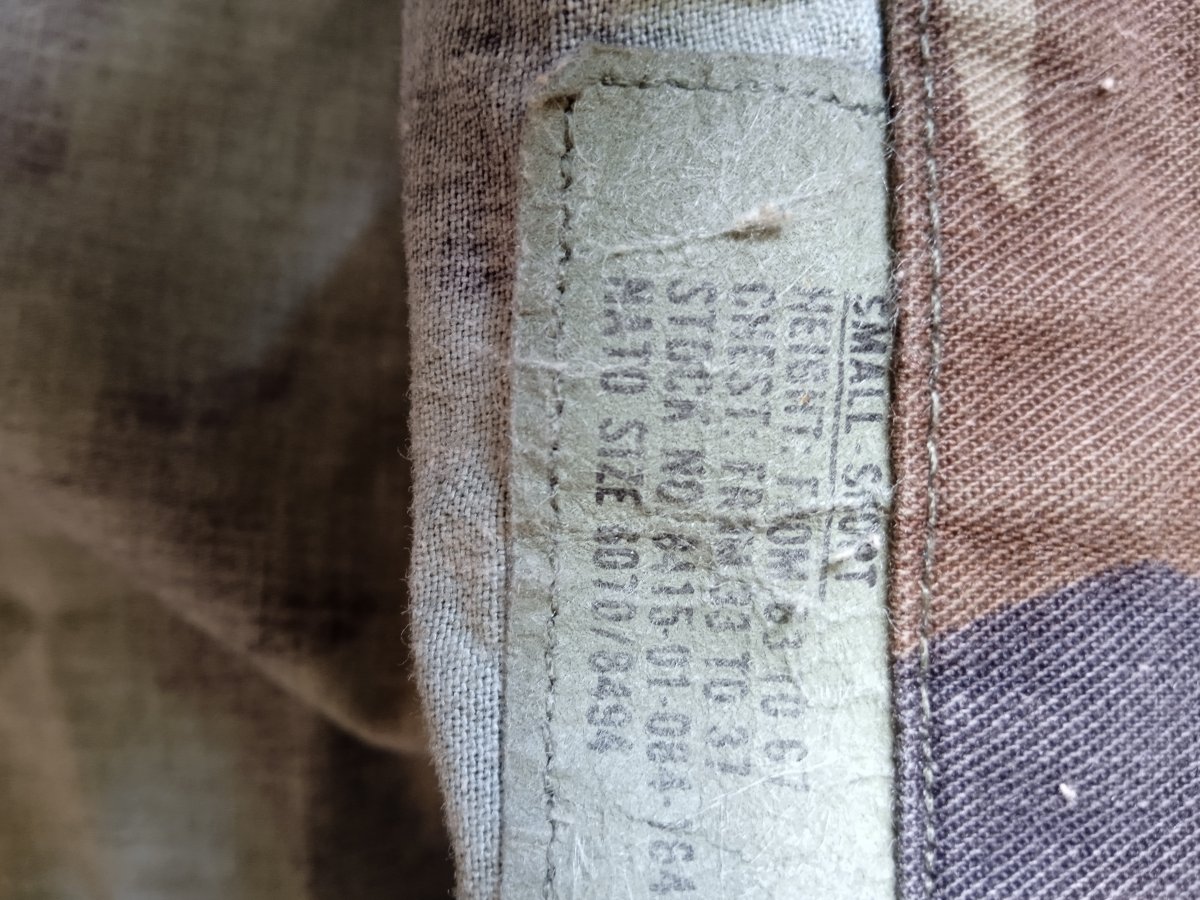 SMALL-SHORT
HEIGHT: FROM 63 TO 67
CHEST: FROM 33 TO 37
STOCK NO 8415-01-084-
NATO SIZE 6070/8494